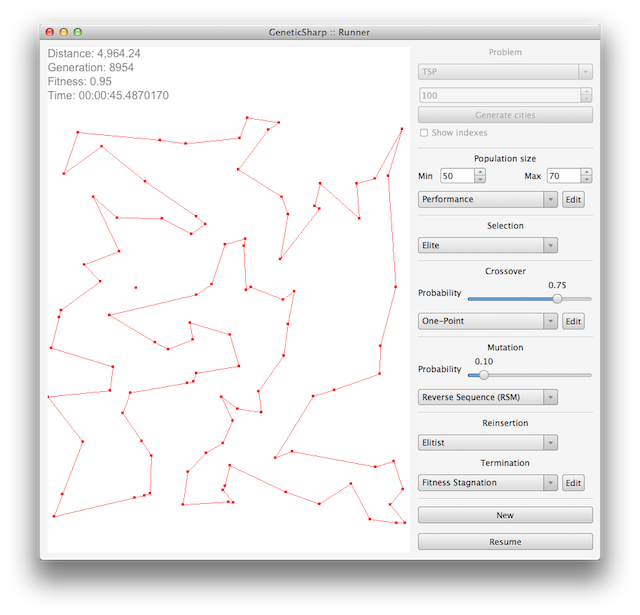 GeneticSharp :: Runner
Distance: 4,964.24
Generation: 8954
Fitness: 0.95
Time: 00:00:45.4870170
Problem
TSP
100
Generate cities
Show indexes
Population size
Min 50 Max 70
Performance Edit
Selection
Elite
Crossover
0.75
Probability
One-Point Edit
Mutation
0.10
Probability
Reverse Sequence (RSM)
Reinsertion
Elitist
Termination
Fitness Stagnation Edit
New
Resume